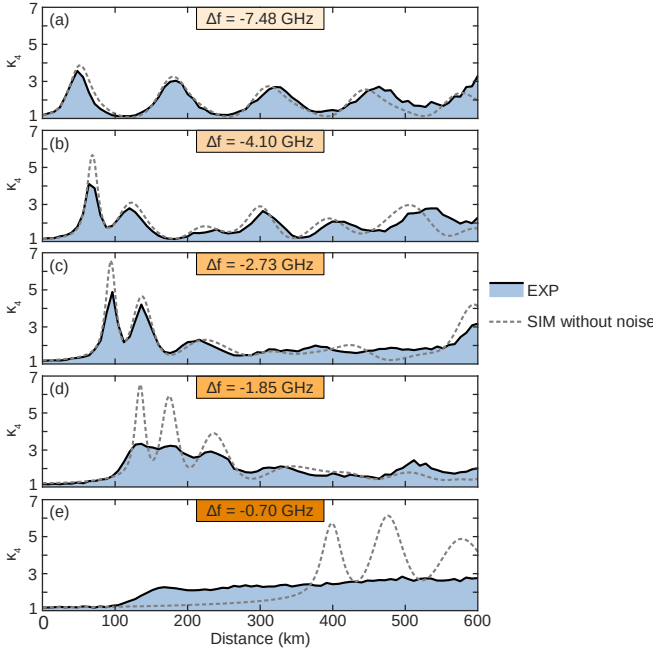 (a)
Δf = -7.48 GHz
κ4
7
5
3
1
(b)
Δf = -4.10 GHz
κ4
7
5
3
1
(c)
Δf = -2.73 GHz
κ4
7
5
3
1
EXP
SIM without noise
(d)
Δf = -1.85 GHz
κ4
7
5
3
1
(e)
Δf = -0.70 GHz
κ4
7
5
3
1
0 100 200 300 400 500 600
Distance (km)